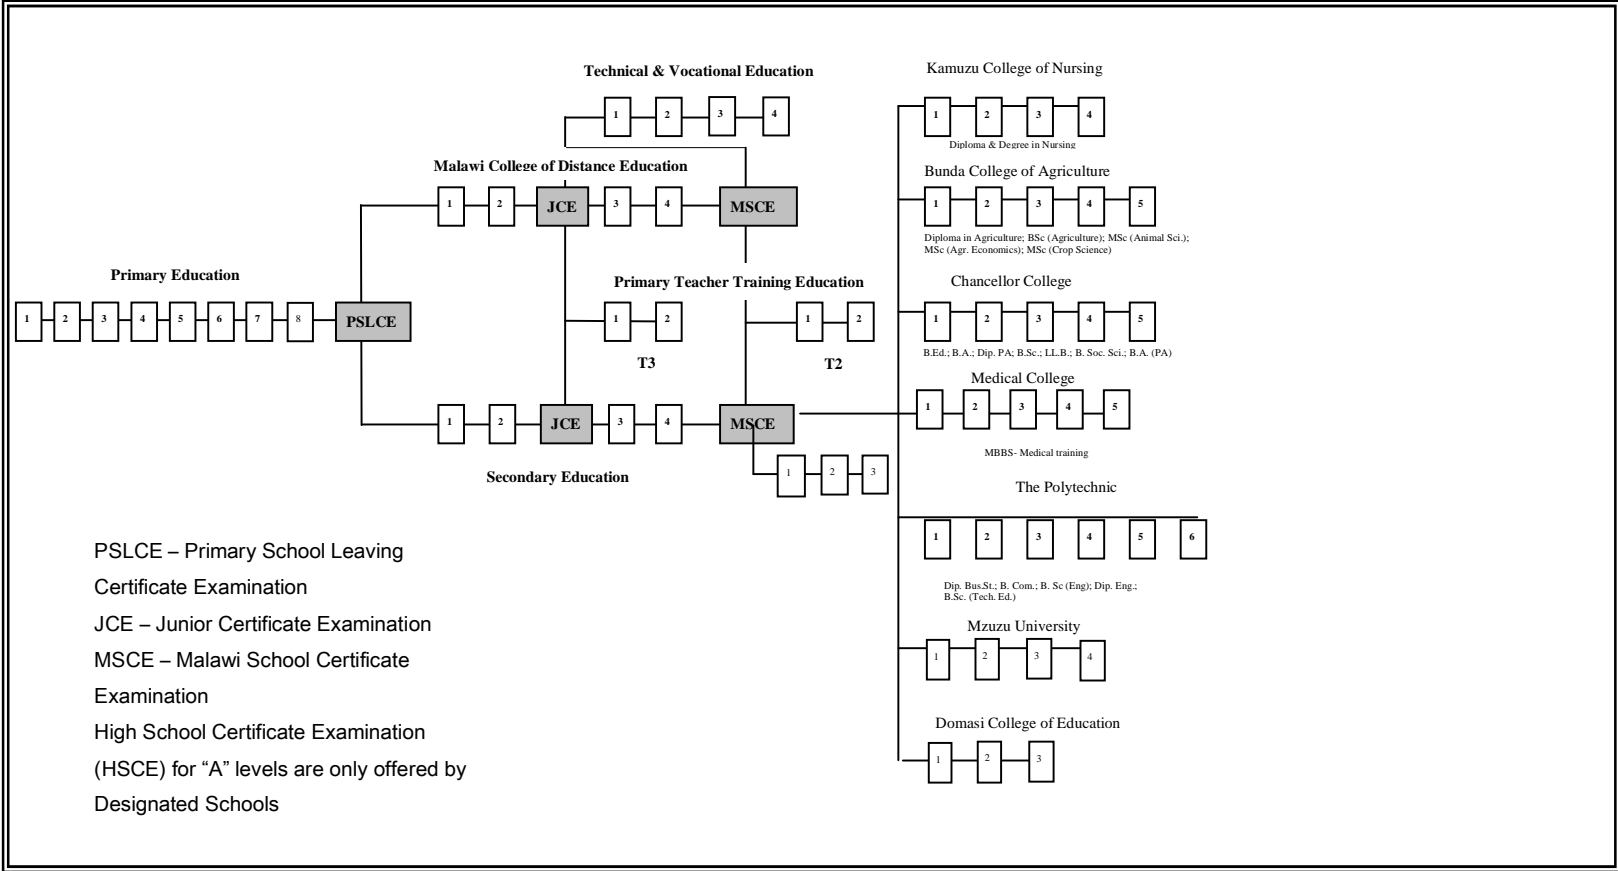 Technical & Vocational Education
1 2 3 4
Malawi College of Distance Education
1 2 JCE 3 4 MSCE
Primary Education
1 2 3 4 5 6 7 8 PSLCE
Primary Teacher Training Education
1 2 1 2
T3 T2
1 2 JCE 3 4 MSCE
Secondary Education
1 2 3
Kamuzu College of Nursing
1 2 3 4
Diploma & Degree in Nursing
Bunda College of Agriculture
1 2 3 4 5
Diploma in Agriculture; BSc (Agriculture); MSc (Animal Sci.);
MSc (Agr. Economics); MSc (Crop Science)
Chancellor College
1 2 3 4 5
B.Ed.; B.A.; Dip. PA; B.Sc.; LL.B.; B. Soc. Sci.; B.A. (PA)
Medical College
1 2 3 4 5
MBBS- Medical training
The Polytechnic
1 2 3 4 5 6
Dip. Bus.St.; B. Com.; B. Sc (Eng); Dip. Eng.;
B.Sc. (Tech. Ed.)
Mzuzu University
1 2 3 4
Domasi College of Education
1 2 3
PSLCE – Primary School Leaving
Certificate Examination
JCE – Junior Certificate Examination
MSCE – Malawi School Certificate
Examination
High School Certificate Examination
(HSCE) for “A” levels are only offered by
Designated Schools